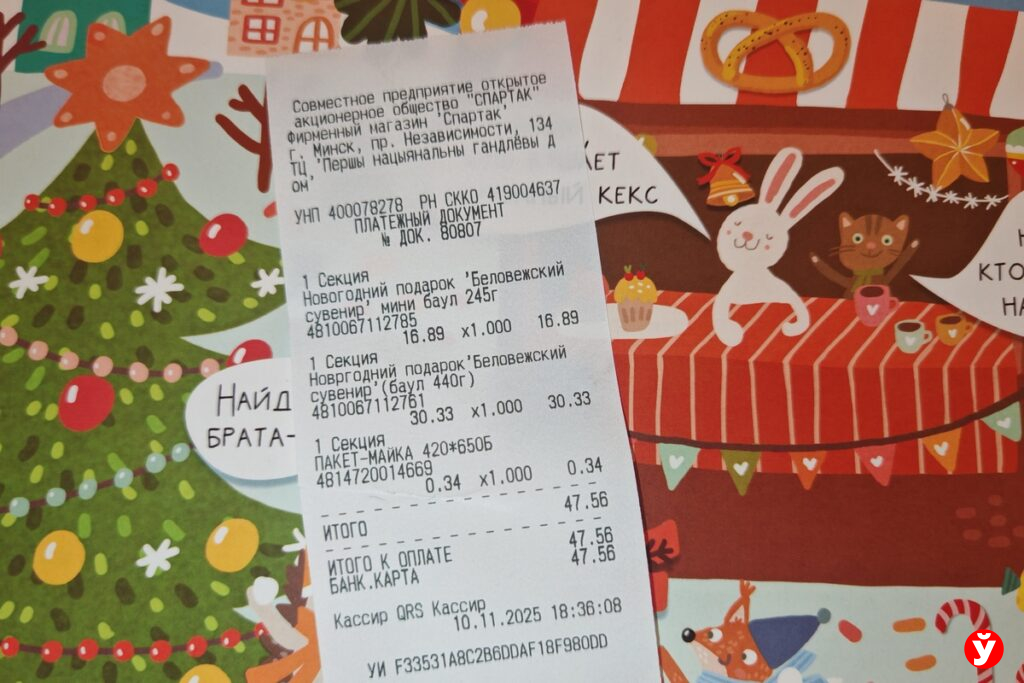 Совместное предприятие открытое
акционерное общество "СПАРТАК"
Фирменный магазин 'Спартак
г. Минск, пр. Независимости, 134
ТЦ, 'Першы нацыянальны гандлёвы д
ом'
УНП 400078278 РН СККО 419004637
ПЛАТЕЖНЫЙ ДОКУМЕНТ
№ ДОК. 80807
1 Секция
Новогодний подарок 'Беловежский
сувенир' мини баул 245г
4810067112785
16.89 x1.000 16.89
1 Секция
Новргодний подарок'Беловежский
сувенир'(баул 440г)
4810067112761
30.33 x1.000 30.33
1 Секция
ПАКЕТ-МАЙКА 420*650Б
4814720014669
0.34 x1.000 0.34
47.56
ИТОГО
47.56
ИТОГО К ОПЛАТЕ 47.56
БАНК.КАРТА
Кассир QRS Кассир
10.11.2025 18:36:08
УИ F33531A8C2B6DDAF18F980DD
КЕКС
НАЙД
БРАТА-
КТО
НА
Ў